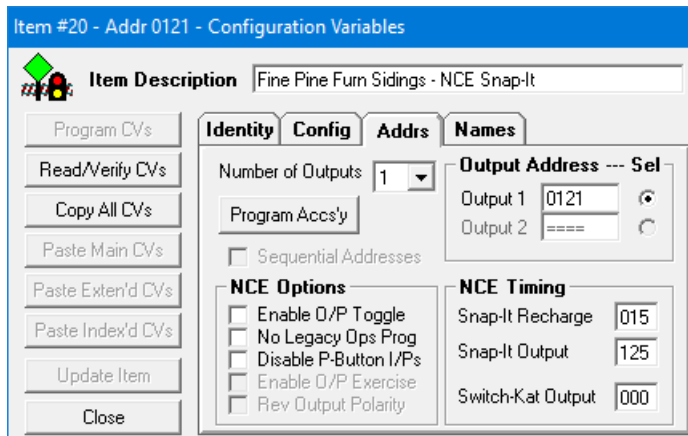 Item #20 - Addr 0121 - Configuration Variables
Item Description Fine Pine Furn Sidings - NCE Snap-It
Program CVs
Read/Verify CVs
Copy All CVs
Paste Main CVs
Paste Exten'd CVs
Paste Index'd CVs
Update Item
Close
Identity Config Addrs Names
Number of Outputs 1
Program Accs'y
Sequential Addresses
Output Address --- Sel
Output 1 0121
Output 2 ====
NCE Options
Enable O/P Toggle
No Legacy Ops Prog
Disable P-Button I/Ps
Enable O/P Exercise
Rev Output Polarity
NCE Timing
Snap-It Recharge 015
Snap-It Output 125
Switch-Kat Output 000